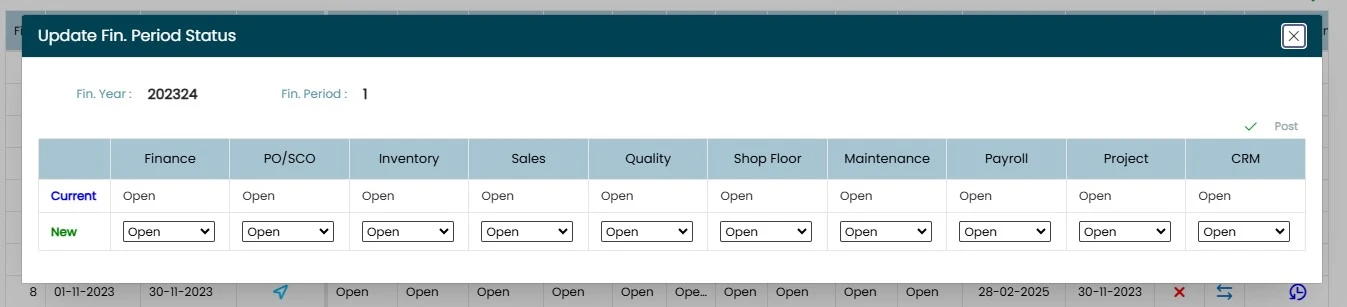 Update Fin. Period Status
Fin. Year : 202324 Fin. Period : 1
Post
Finance PO/SCO Inventory Sales Quality Shop Floor Maintenance Payroll Project CRM
Current Open Open Open Open Open Open Open Open Open Open
New Open Open Open Open Open Open Open Open Open Open
8 01-11-2023 30-11-2023 Open Open Open Open Open Ope... Open Open Open Open 28-02-2025 30-11-2023